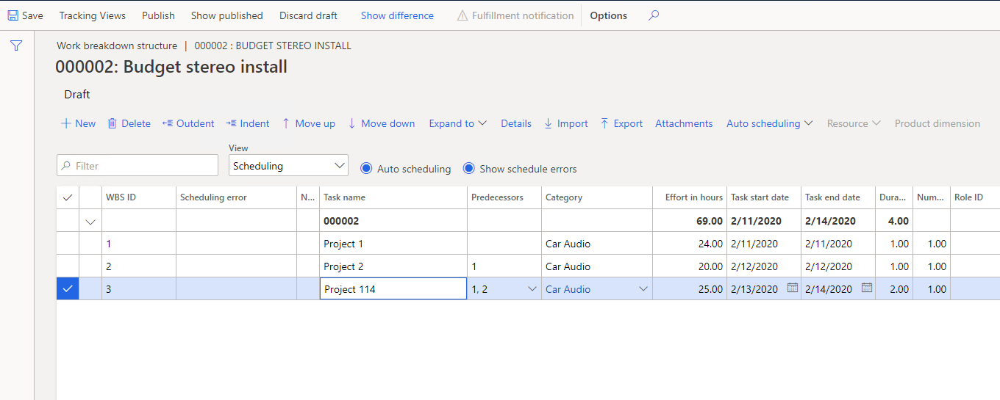 Save Tracking Views Publish Show published Discard draft Show difference Fulfillment notification Options
Work breakdown structure | 000002 : BUDGET STEREO INSTALL
000002: Budget stereo install
Draft
New Delete Outdent Indent Move up Move down Expand to Details Import Export Attachments Auto scheduling Resource Product dimension
View
Filter Scheduling Auto scheduling Show schedule errors
WBS ID Scheduling error N... Task name Predecessors Category Effort in hours Task start date Task end date Dura... Num... Role ID
000002 69.00 2/11/2020 2/14/2020 4.00
1 Project 1 Car Audio 24.00 2/11/2020 2/11/2020 1.00 1.00
2 Project 2 1 Car Audio 20.00 2/12/2020 2/12/2020 1.00 1.00
3 Project 114 1, 2 Car Audio 25.00 2/13/2020 2/14/2020 2.00 1.00